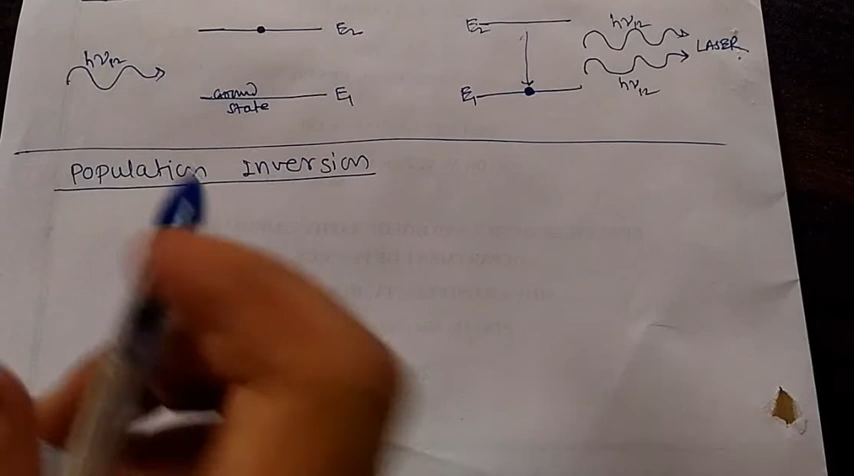 hν12 E2 E2 hν12 LASER
ground state E1 E1 hν12
Population Inversion